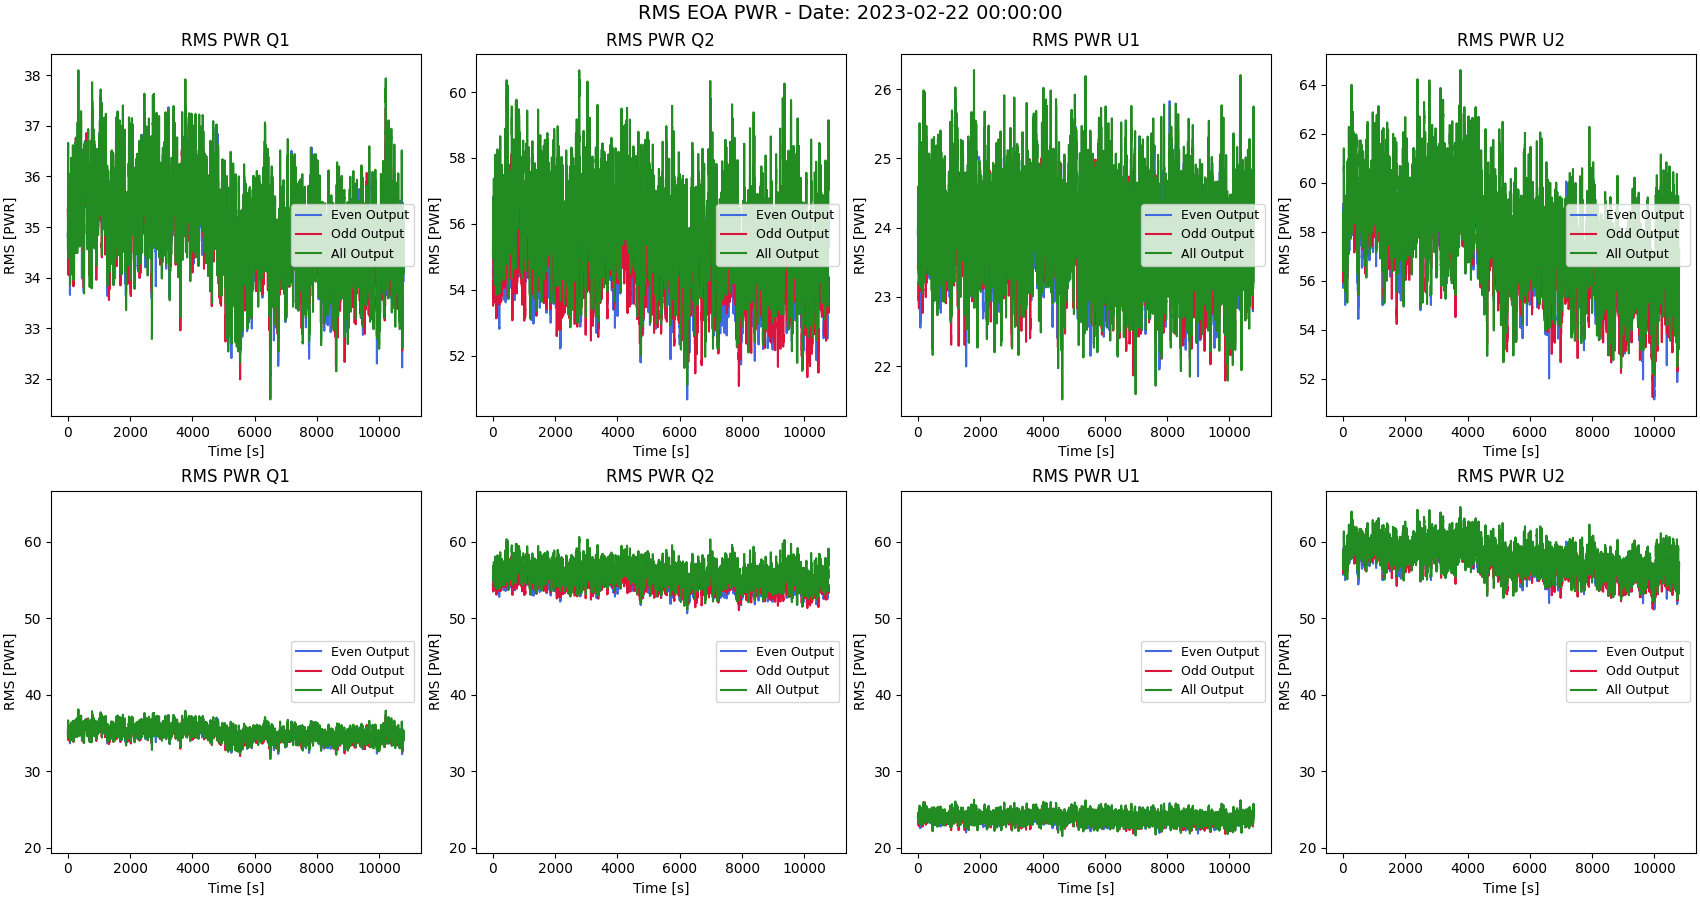 RMS EOA PWR - Date: 2023-02-22 00:00:00
RMS PWR Q1
RMS [PWR]
38
37
36
35
34
33
32
Even Output
Odd Output
All Output
0 2000 4000 6000 8000 10000
Time [s]
RMS PWR Q2
RMS [PWR]
60
58
56
54
52
Even Output
Odd Output
All Output
0 2000 4000 6000 8000 10000
Time [s]
RMS PWR U1
RMS [PWR]
26
25
24
23
22
Even Output
Odd Output
All Output
0 2000 4000 6000 8000 10000
Time [s]
RMS PWR U2
RMS [PWR]
64
62
60
58
56
54
52
Even Output
Odd Output
All Output
0 2000 4000 6000 8000 10000
Time [s]
RMS PWR Q1
RMS [PWR]
60
50
40
30
20
Even Output
Odd Output
All Output
0 2000 4000 6000 8000 10000
Time [s]
RMS PWR Q2
RMS [PWR]
60
50
40
30
20
Even Output
Odd Output
All Output
0 2000 4000 6000 8000 10000
Time [s]
RMS PWR U1
RMS [PWR]
60
50
40
30
20
Even Output
Odd Output
All Output
0 2000 4000 6000 8000 10000
Time [s]
RMS PWR U2
RMS [PWR]
60
50
40
30
20
Even Output
Odd Output
All Output
0 2000 4000 6000 8000 10000
Time [s]